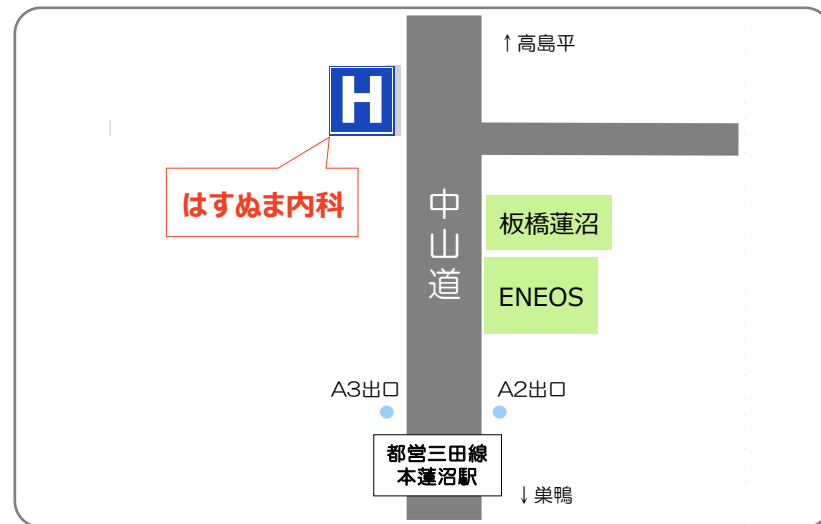 ↑高島平
H
はすぬま内科
中山道
板橋蓮沼
ENEOS
A3出口
A2出口
都営三田線
本蓮沼駅
↓巣鴨